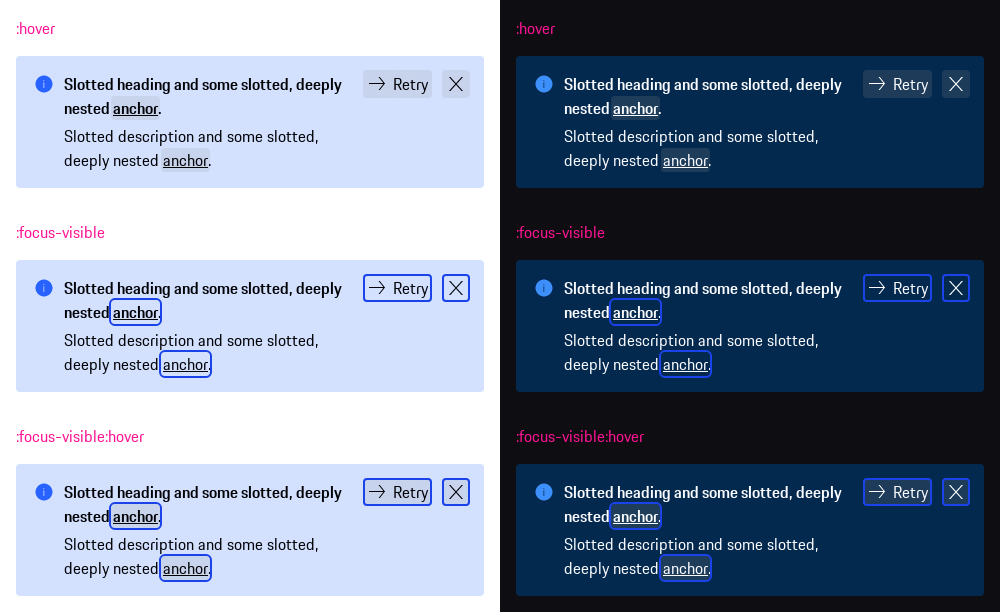 :hover
Slotted heading and some slotted, deeply
nested anchor.
Retry
Slotted description and some slotted,
deeply nested anchor.
:focus-visible
Slotted heading and some slotted, deeply
nested anchor.
Retry
Slotted description and some slotted,
deeply nested anchor.
:focus-visible:hover
Slotted heading and some slotted, deeply
nested anchor.
Retry
Slotted description and some slotted,
deeply nested anchor.
:hover
Slotted heading and some slotted, deeply
nested anchor.
Retry
Slotted description and some slotted,
deeply nested anchor.
:focus-visible
Slotted heading and some slotted, deeply
nested anchor.
Retry
Slotted description and some slotted,
deeply nested anchor.
:focus-visible:hover
Slotted heading and some slotted, deeply
nested anchor.
Retry
Slotted description and some slotted,
deeply nested anchor.